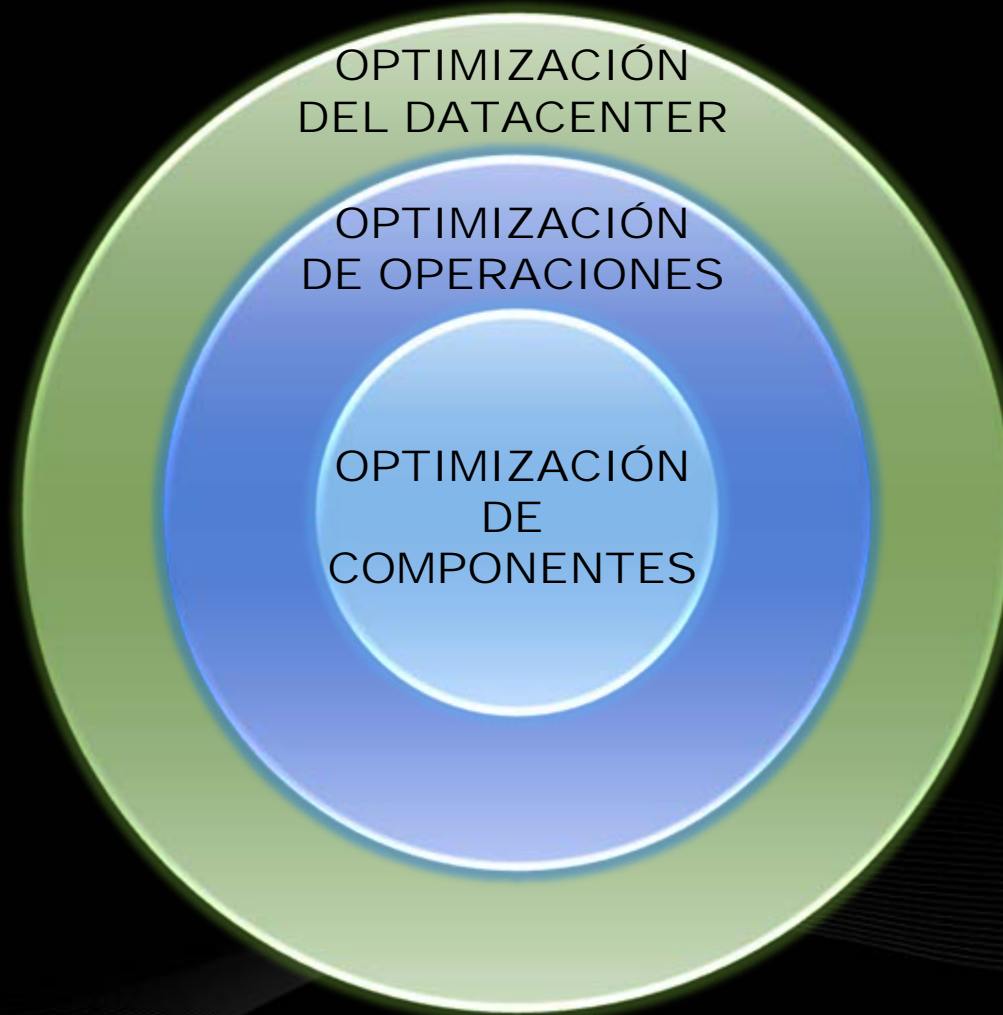 OPTIMIZACIÓN
DEL DATACENTER
OPTIMIZACIÓN
DE OPERACIONES
OPTIMIZACIÓN
DE
COMPONENTES